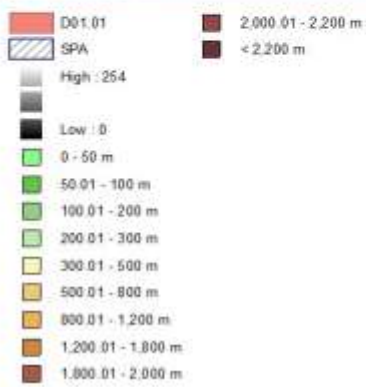 D01.01
SPA
High : 254
Low : 0
0 - 50 m
50.01 - 100 m
100.01 - 200 m
200.01 - 300 m
300.01 - 500 m
500.01 - 800 m
800.01 - 1,200 m
1,200.01 - 1,800 m
1,800.01 - 2,000 m
2,000.01 - 2,200 m
< 2,200 m